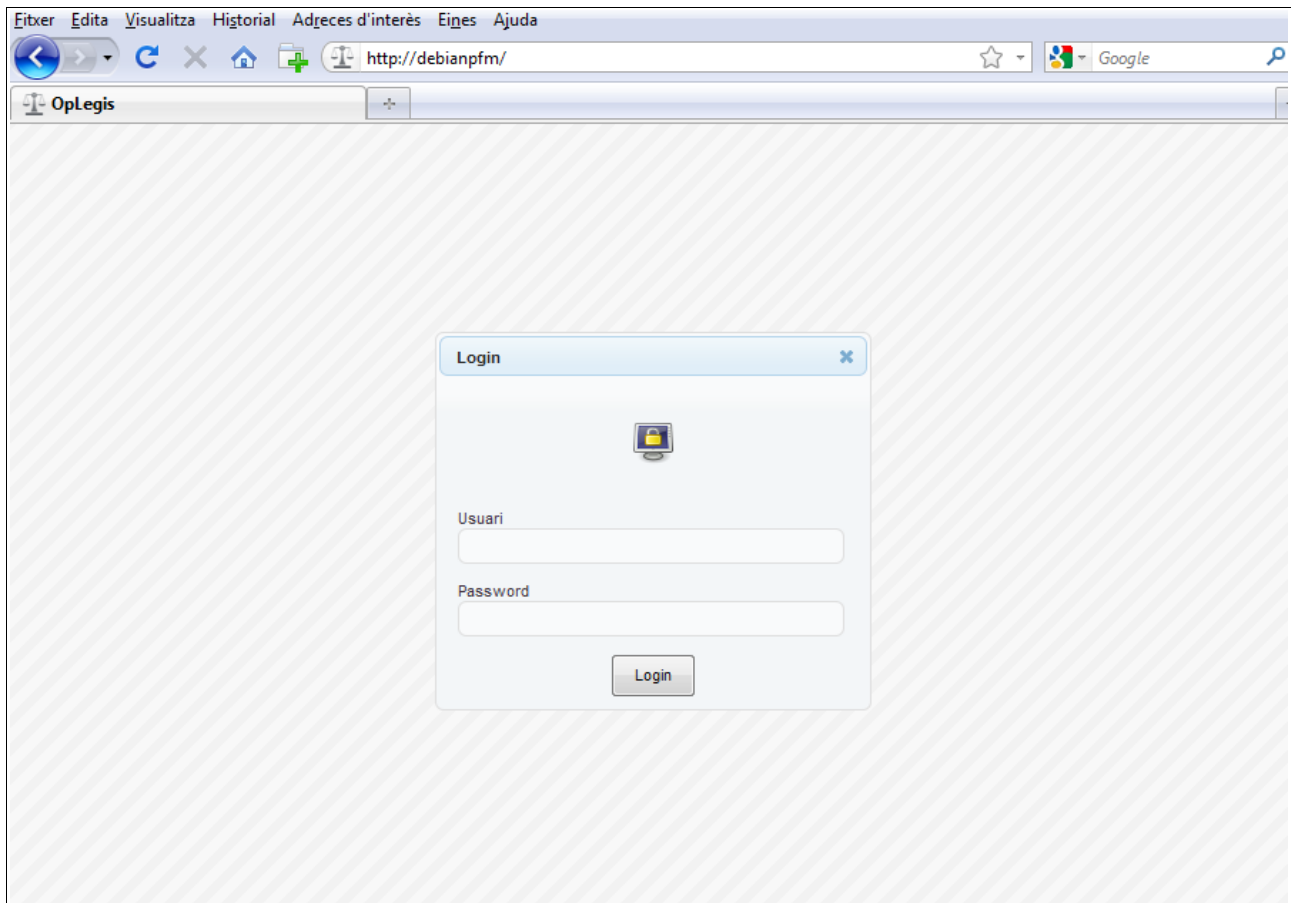 Fitxer Edita Visualitza Historial Adreces d'interès Eines Ajuda
http://debianpfm/ Google
OpLegis
Login
Usuari
Password
Login